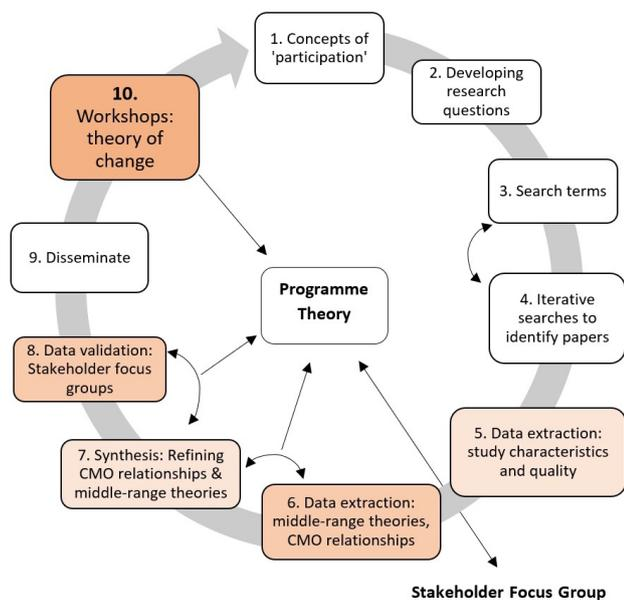 1. Concepts of
'participation'
2. Developing
research
questions
3. Search terms
4. Iterative
searches to
identify papers
5. Data extraction:
study characteristics
and quality
6. Data extraction:
middle-range theories,
CMO relationships
7. Synthesis: Refining
CMO relationships &
middle-range theories
8. Data validation:
Stakeholder focus
groups
9. Disseminate
10.
Workshops:
theory of
change
Programme
Theory
Stakeholder Focus Group